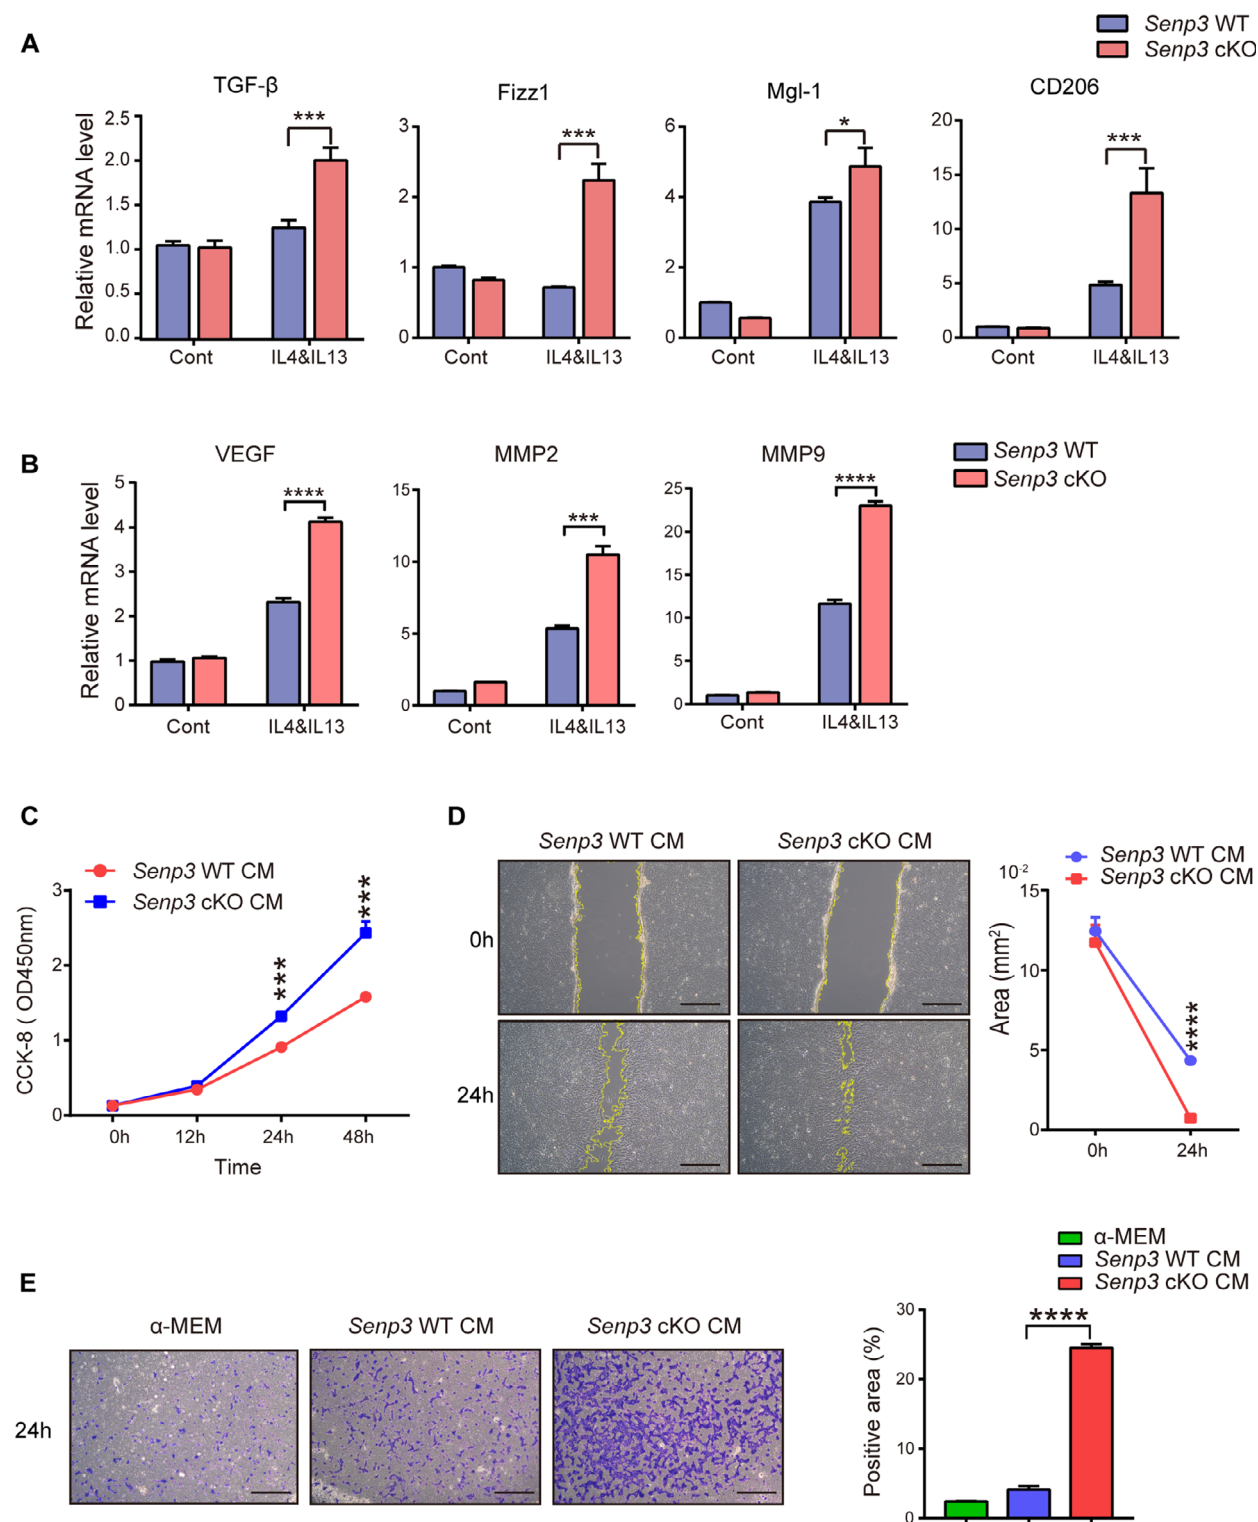 A
Senp3 WT
Senp3 cKO
TGF-β
Fizz1
Mgl-1
CD206
Relative mRNA level
2.5
2.0
1.5
1.0
0.5
0.0
***
Cont
IL4&IL13
3
2
1
0
***
Cont
IL4&IL13
6
4
2
0
*
Cont
IL4&IL13
20
15
10
5
0
***
Cont
IL4&IL13
B
Senp3 WT
Senp3 cKO
VEGF
MMP2
MMP9
Relative mRNA level
5
4
3
2
1
0
****
Cont
IL4&IL13
15
10
5
0
***
Cont
IL4&IL13
25
20
15
10
5
0
****
Cont
IL4&IL13
C
Senp3 WT CM
Senp3 cKO CM
CCK-8 ( OD450nm)
3
2
1
0
***
***
0h
12h
24h
48h
Time
D
Senp3 WT CM
Senp3 cKO CM
0h
24h
Senp3 WT CM
Senp3 cKO CM
10-2
Area (mm2)
15
10
5
0
****
0h
24h
E
α-MEM
Senp3 WT CM
Senp3 cKO CM
24h
α-MEM
Senp3 WT CM
Senp3 cKO CM
Positive area (%)
30
20
10
0
****